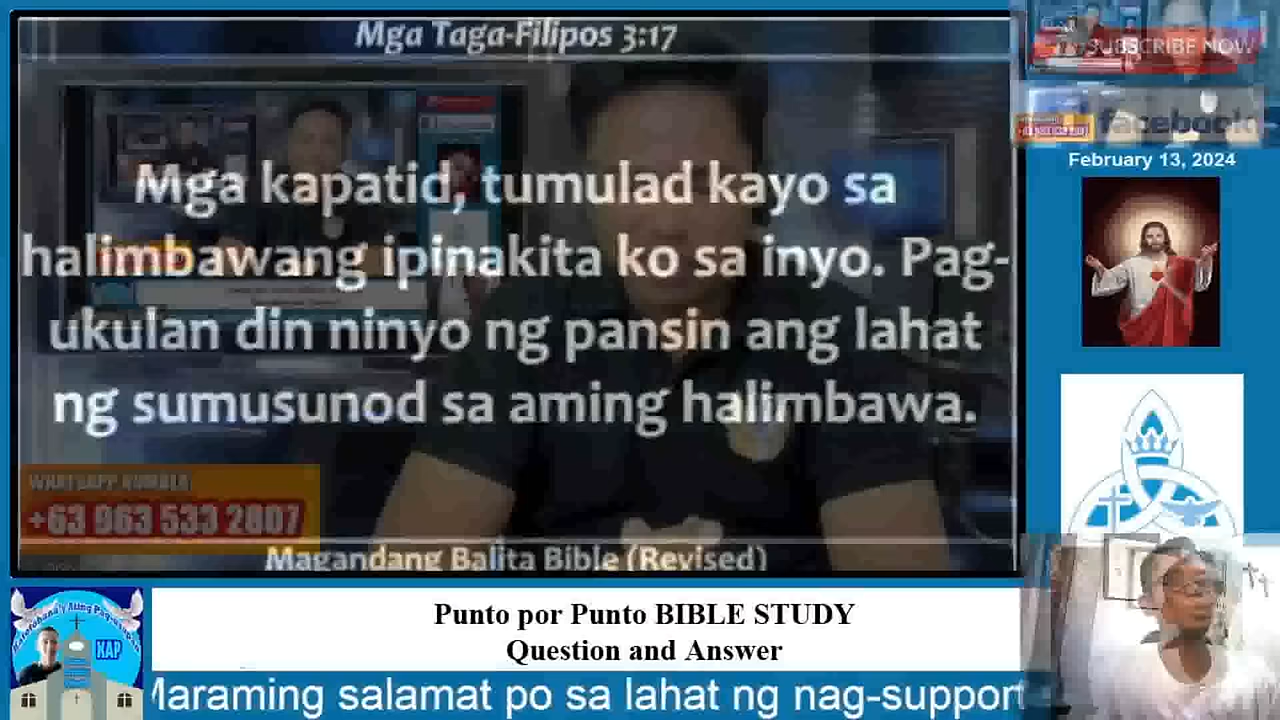 Mga Taga-Filipos 3:17
Mga kapatid, tumulad kayo sa
halimbawang ipinakita ko sa inyo. Pag-
ukulan din ninyo ng pansin ang lahat
ng sumusunod sa aming halimbawa.
WHATSAPP NUMBER:
+63 963 533 2807
Magandang Balita Bible (Revised)
SUBSCRIBE NOW
facebook
February 13, 2024
KAP
Punto por Punto BIBLE STUDY
Question and Answer
Maraming salamat po sa lahat ng nag-support